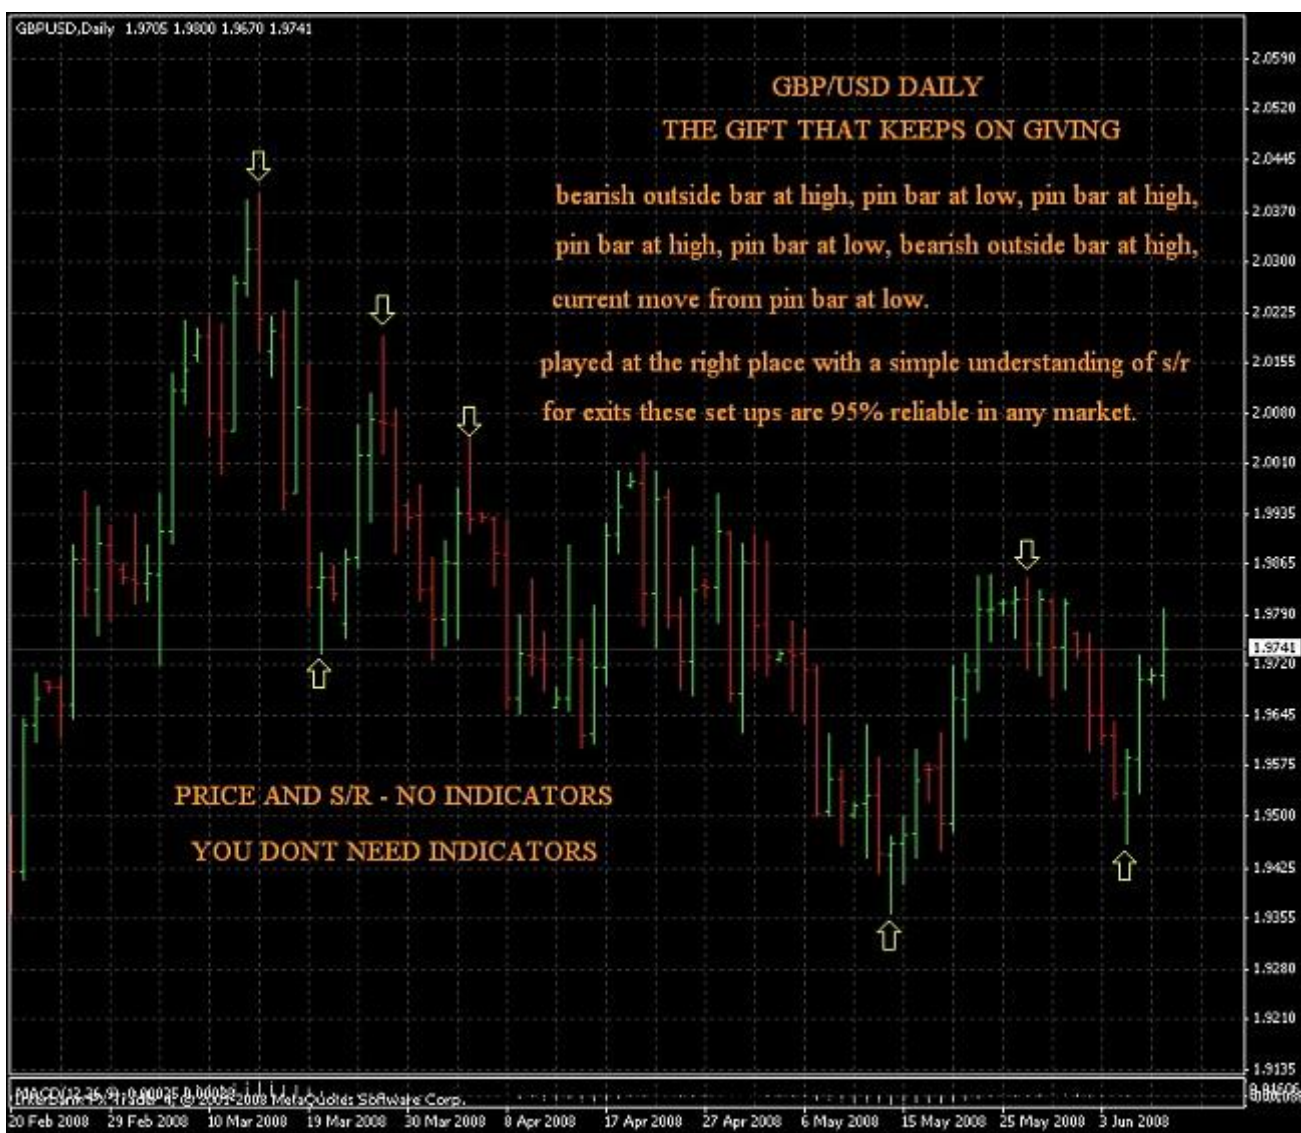 GBPUSD,Daily 1.9705 1.9800 1.9670 1.9741
GBP/USD DAILY
THE GIFT THAT KEEPS ON GIVING
bearish outside bar at high, pin bar at low, pin bar at high,
pin bar at high, pin bar at low, bearish outside bar at high,
current move from pin bar at low.
played at the right place with a simple understanding of s/r
for exits these set ups are 95% reliable in any market.
PRICE AND S/R - NO INDICATORS
YOU DONT NEED INDICATORS
2.0590
2.0520
2.0445
2.0370
2.0300
2.0225
2.0155
2.0080
2.0010
1.9935
1.9865
1.9790
1.9741
1.9720
1.9645
1.9575
1.9500
1.9425
1.9355
1.9280
1.9210
1.9135
© 2001-2008 MetaQuotes Software Corp.
20 Feb 2008 29 Feb 2008 10 Mar 2008 19 Mar 2008 30 Mar 2008 8 Apr 2008 17 Apr 2008 27 Apr 2008 6 May 2008 15 May 2008 25 May 2008 3 Jun 2008